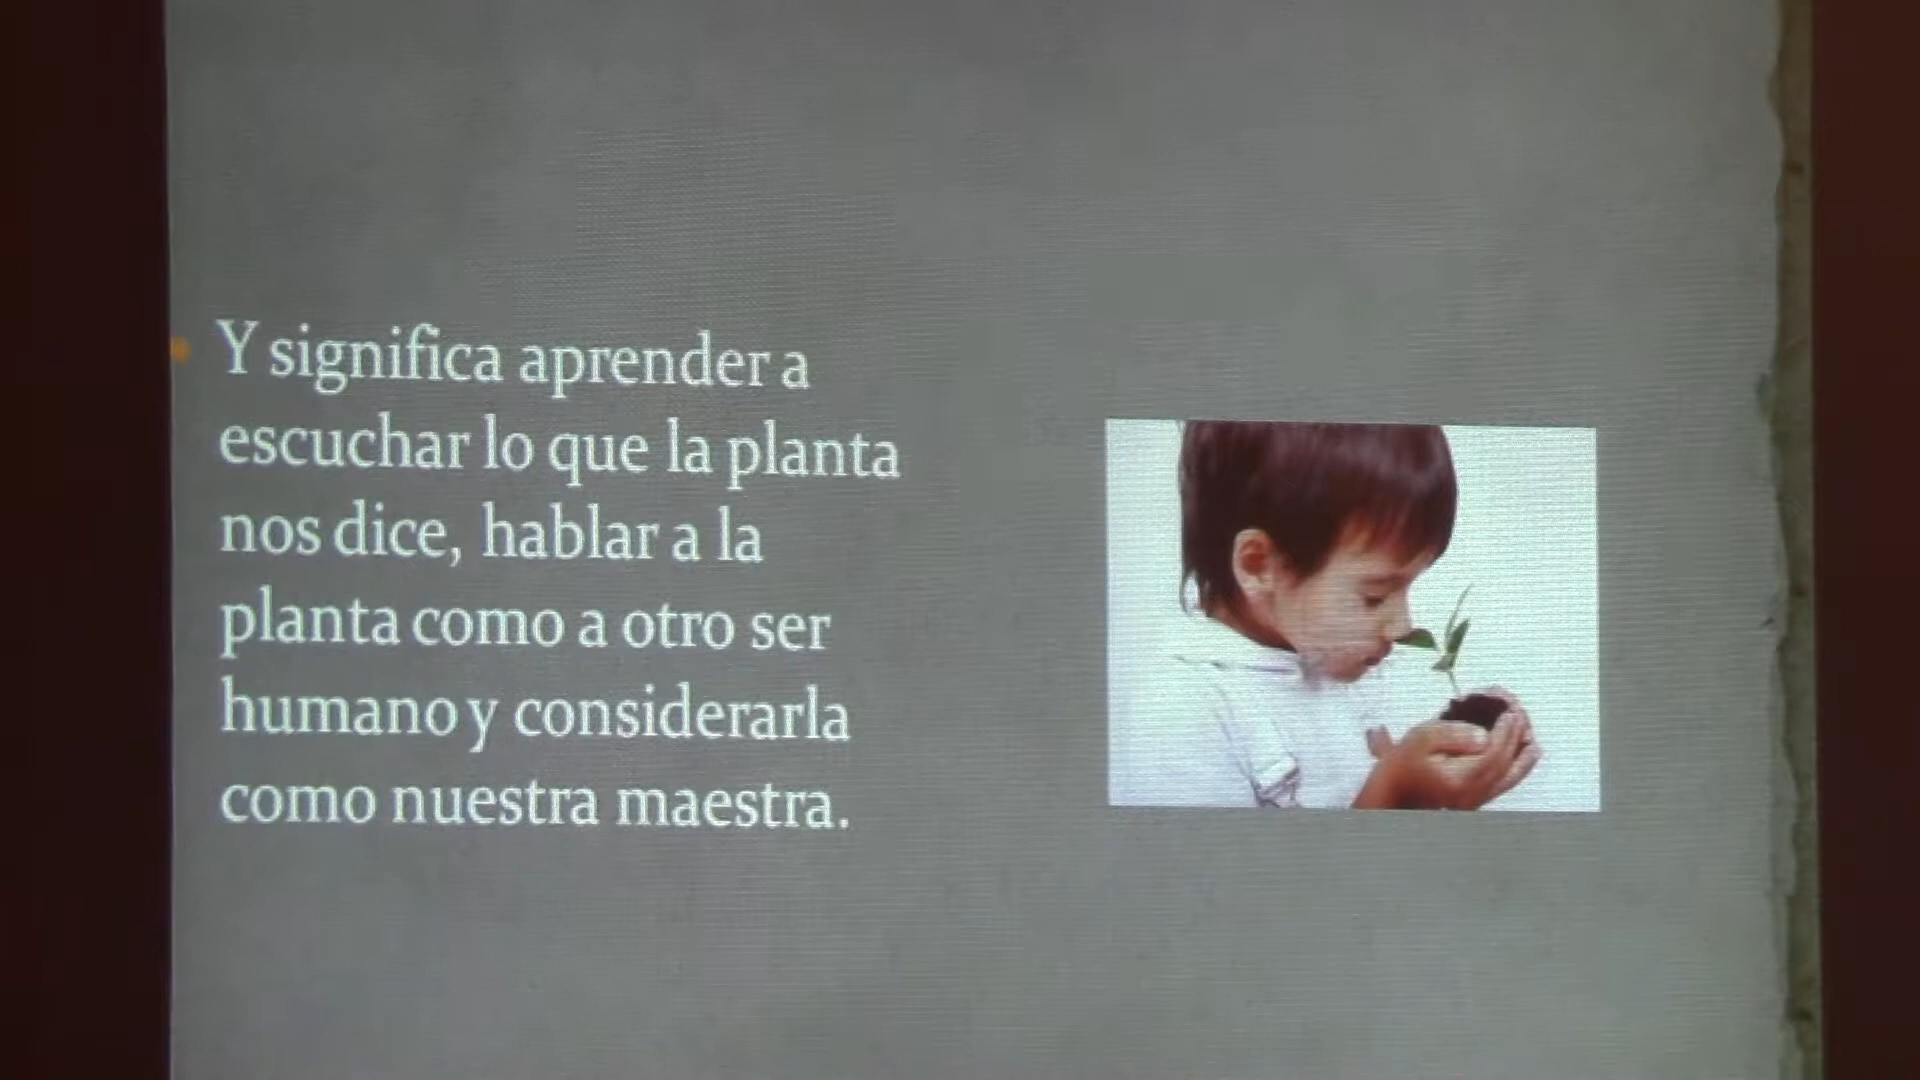 Y significa aprender a
escuchar lo que la planta
nos dice, hablar a la
planta como a otro ser
humano y considerarla
como nuestra maestra.